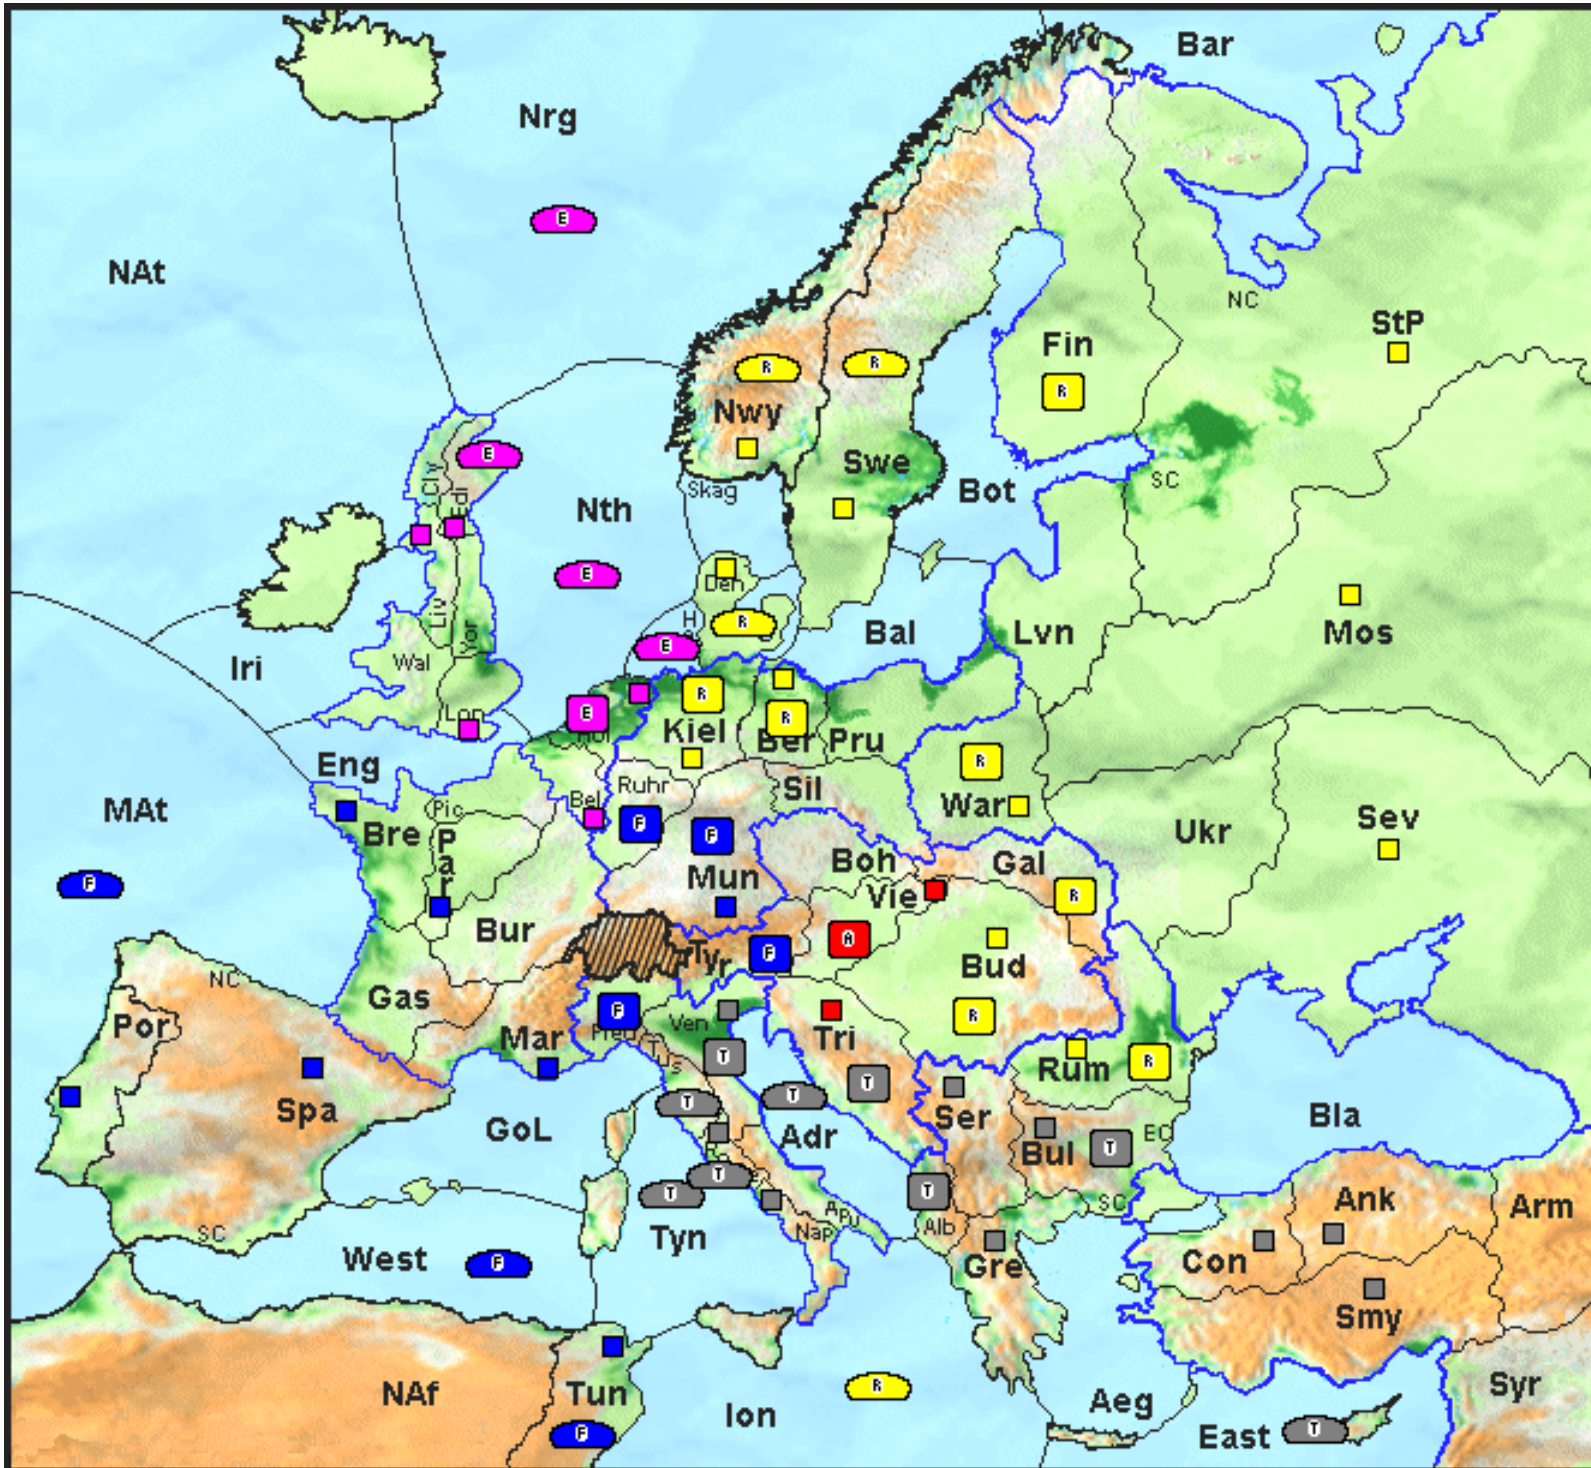 Bar
Nrg
E
NAt
NC
StP
Fin
R
R
R
Nwy
Swe
E
Cly
Edi
Skag
Bot
SC
Nth
E
Den
R
H
Bal
Lvn
Mos
Iri
Wal
Liv
Yor
E
Lon
E
Hol
R
Kiel
R
Ber
Pru
Eng
Ruhr
Sil
R
War
MAt
Pic
Bel
Bre
Par
F
F
Ukr
Sev
Boh
Gal
F
Mun
Vie
R
Bur
Tyr
F
A
Bud
NC
Gas
Por
F
Pied
Ven
Mar
Tri
R
Rum
R
Tus
T
T
Spa
GoL
T
T
Adr
Ser
Bul
T
EC
Bla
T
T
T
Apu
Alb
SC
Ank
Arm
SC
West
F
Tyn
Nap
Gre
Con
Smy
NAf
Tun
F
Ion
R
Aeg
East
T
Syr